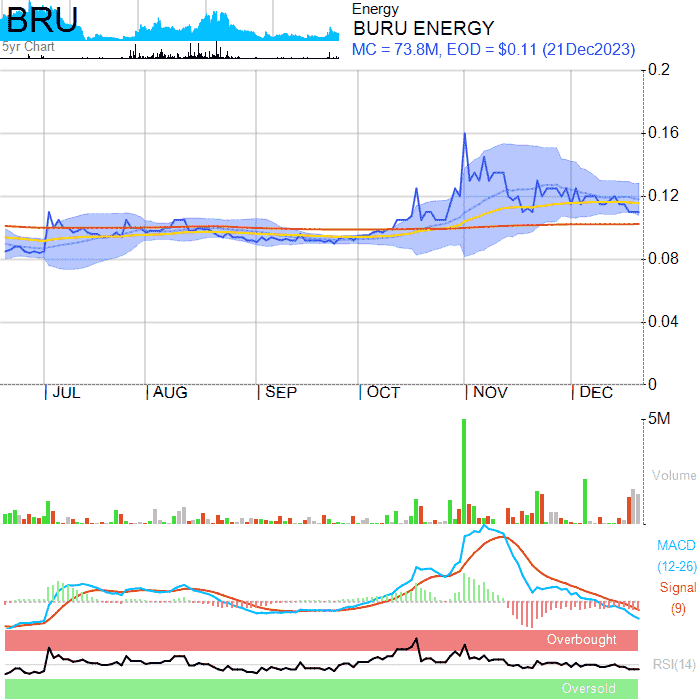 BRU
5yr Chart
Energy
BURU ENERGY
MC = 73.8M, EOD = $0.11 (21Dec2023)
0.2
0.16
0.12
0.08
0.04
0
JUL AUG SEP OCT NOV DEC
5M
Volume
MACD
(12-26)
Signal
(9)
Overbought
RSI(14)
Oversold